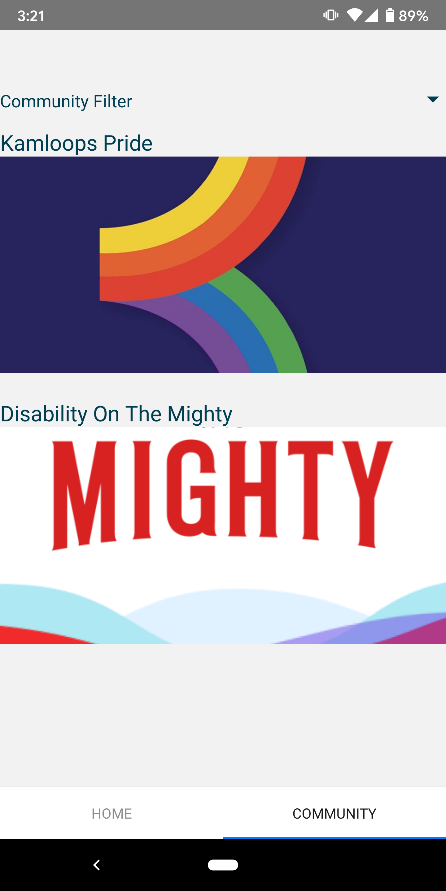 3:21
89%
Community Filter
Kamloops Pride
Disability On The Mighty
MIGHTY
HOME
COMMUNITY